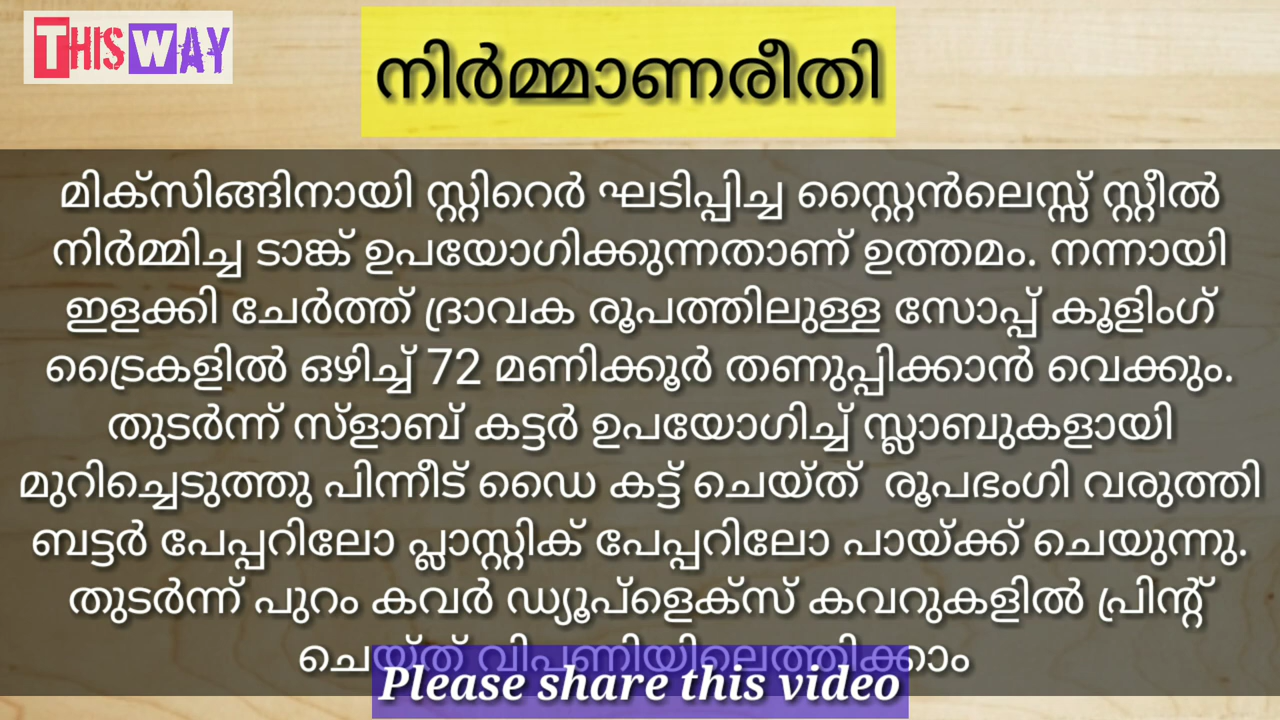 THIS WAY
നിർമ്മാണരീതി
മിക്സിങ്ങിനായി സ്റ്റിറെർ ഘടിപ്പിച്ച സ്റ്റൈൻലെസ്സ് സ്റ്റീൽ
നിർമ്മിച്ച ടാങ്ക് ഉപയോഗിക്കുന്നതാണ് ഉത്തമം. നന്നായി
ഇളക്കി ചേർത്ത് ദ്രാവക രൂപത്തിലുള്ള സോപ്പ് കൂളിംഗ്
ട്രൈകളിൽ ഒഴിച്ച് 72 മണിക്കൂർ തണുപ്പിക്കാൻ വെക്കും.
തുടർന്ന് സ്ളാബ് കട്ടർ ഉപയോഗിച്ച് സ്ലാബുകളായി
മുറിച്ചെടുത്തു പിന്നീട് ഡൈ കട്ട് ചെയ്ത് രൂപഭംഗി വരുത്തി
ബട്ടർ പേപ്പറിലോ പ്ലാസ്റ്റിക് പേപ്പറിലോ പായ്ക്ക് ചെയുന്നു.
തുടർന്ന് പുറം കവർ ഡ്യൂപ്ളെക്സ് കവറുകളിൽ പ്രിന്റ്
ചെയ്ത് വിപണിയിലെത്തിക്കാം
Please share this video